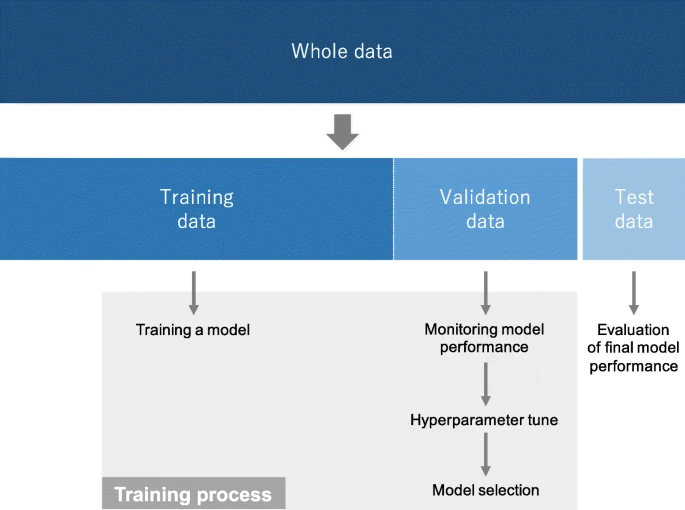 Whole data
Training
data
Validation
data
Test
data
Training a model
Monitoring model
performance
Hyperparameter tune
Model selection
Evaluation
of final model
performance
Training process